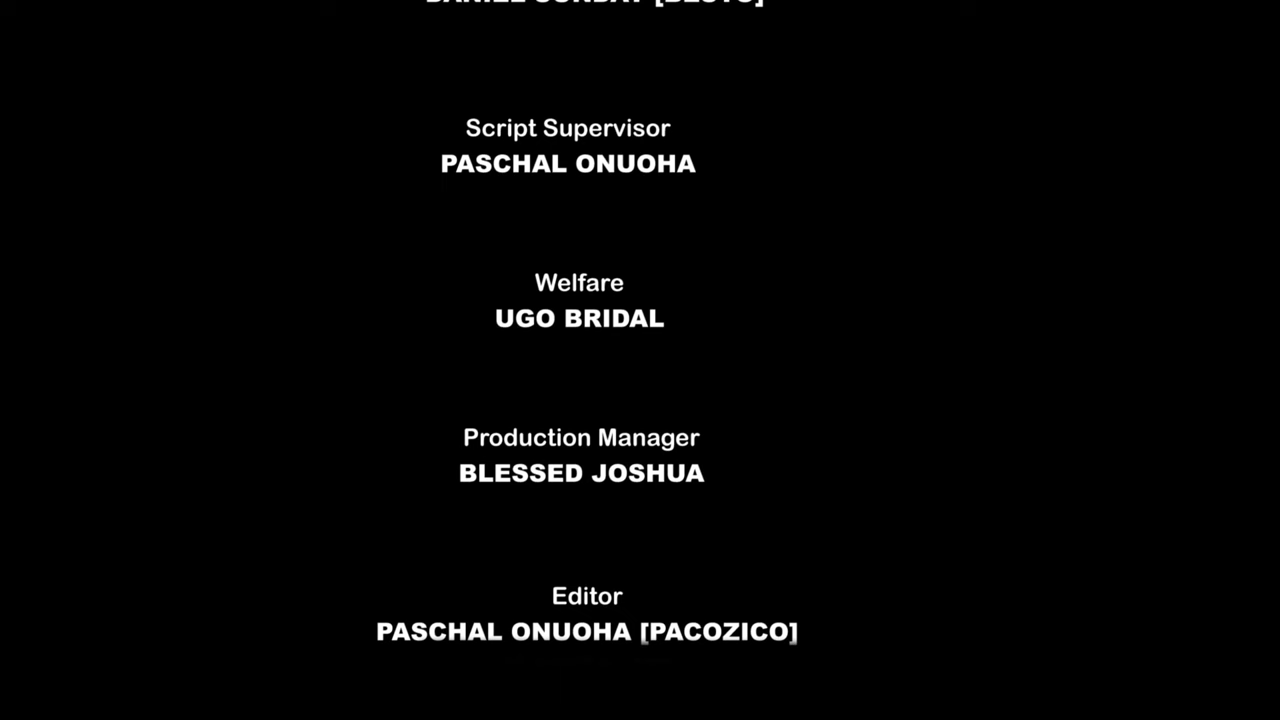 Script Supervisor
PASCHAL ONUOHA
Welfare
UGO BRIDAL
Production Manager
BLESSED JOSHUA
Editor
PASCHAL ONUOHA [PACOZICO]